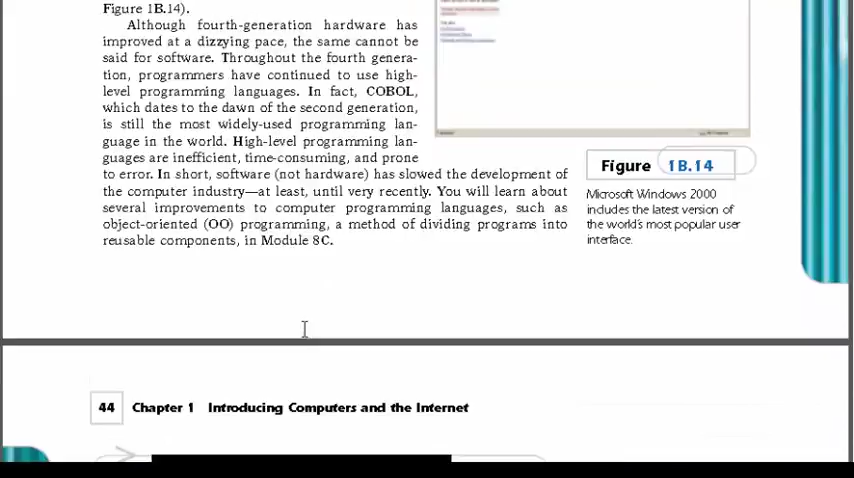 Figure 1B.14).
Although fourth-generation hardware has
improved at a dizzying pace, the same cannot be
said for software. Throughout the fourth genera-
tion, programmers have continued to use high-
level programming languages. In fact, COBOL,
which dates to the dawn of the second generation,
is still the most widely-used programming lan-
guage in the world. High-level programming lan-
guages are inefficient, time-consuming, and prone
to error. In short, software (not hardware) has slowed the development of
the computer industry—at least, until very recently. You will learn about
several improvements to computer programming languages, such as
object-oriented (OO) programming, a method of dividing programs into
reusable components, in Module 8C.
Figure 1B.14
Microsoft Windows 2000
includes the latest version of
the world's most popular user
interface.
44 Chapter 1 Introducing Computers and the Internet